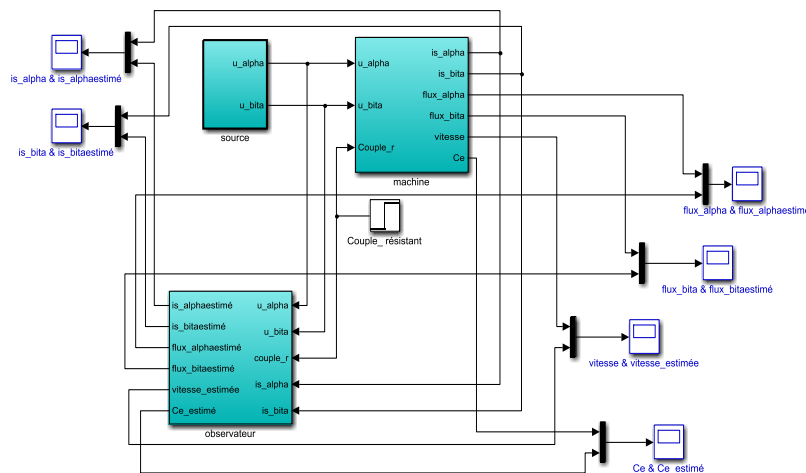 is_alpha & is_alphaestimé
is_bita & is_bitaestimé
u_alpha
u_bita
source
u_alpha
u_bita
Couple_r
is_alpha
is_bita
flux_alpha
flux_bita
vitesse
Ce
machine
flux_alpha & flux_alphaestimé
Couple_ résistant
flux_bita & flux_bitaestimé
is_alphaestimé
is_bitaestimé
flux_alphaestimé
flux_bitaestimé
vitesse_estimée
Ce_estimé
u_alpha
u_bita
couple_r
is_alpha
is_bita
observateur
vitesse & vitesse_estimée
Ce & Ce_estimé